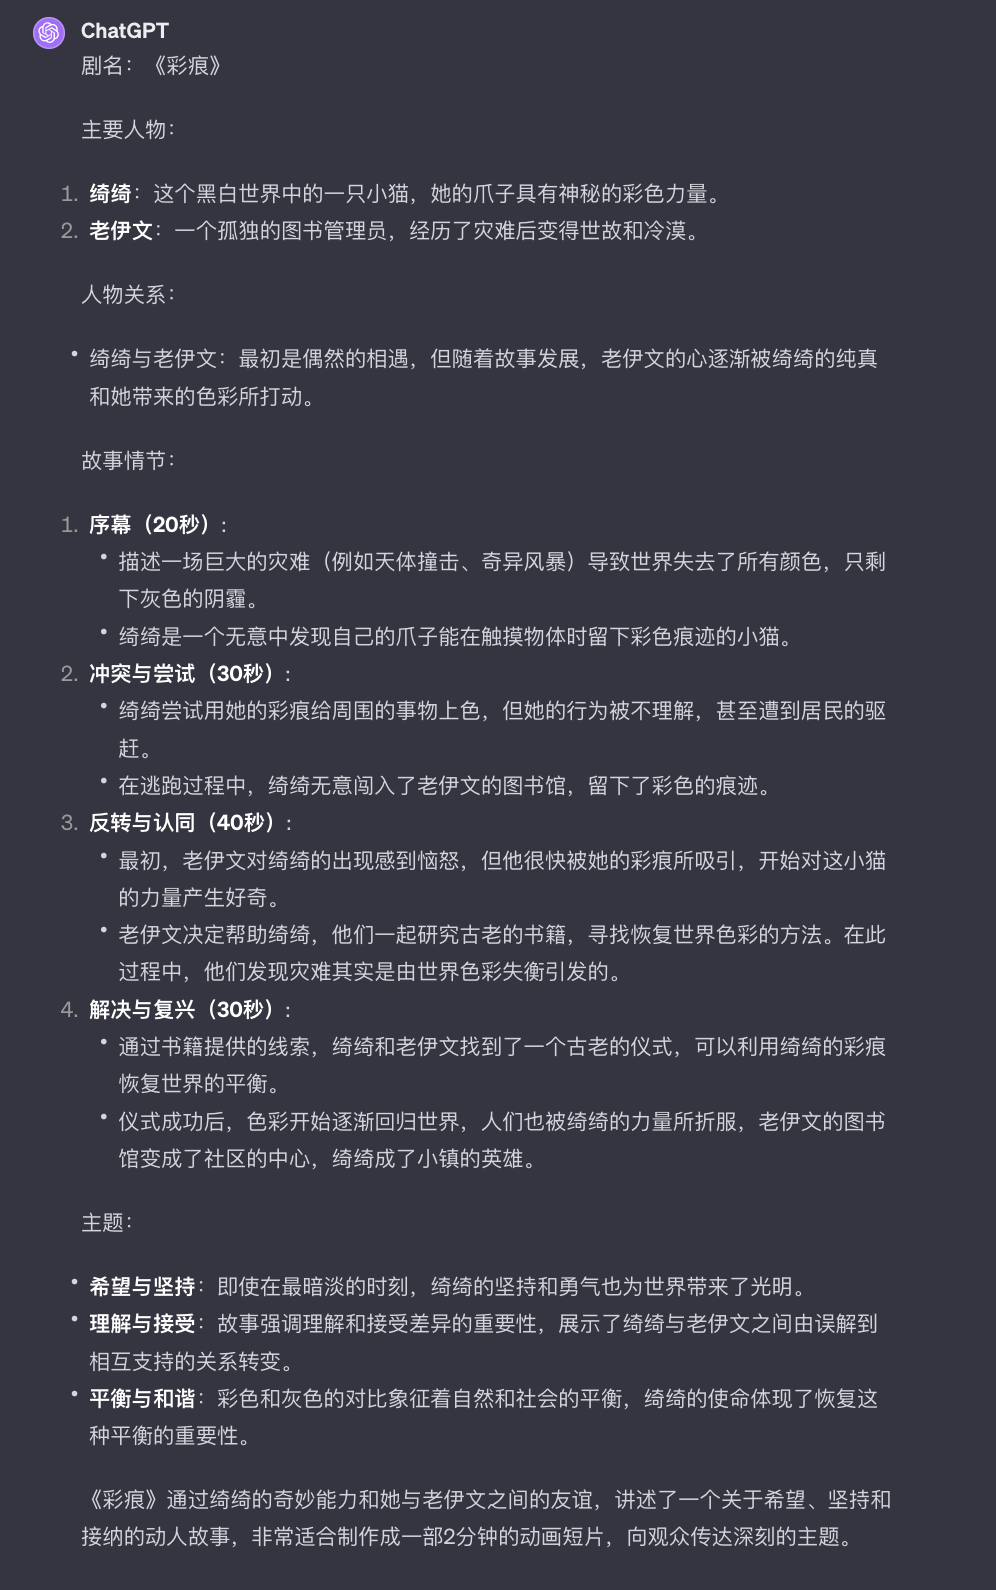 ChatGPT
剧名：《彩痕》
主要人物：
1. 绮绮：这个黑白世界中的一只小猫，她的爪子具有神秘的彩色力量。
2. 老伊文：一个孤独的图书管理员，经历了灾难后变得世故和冷漠。
人物关系：
• 绮绮与老伊文：最初是偶然的相遇，但随着故事发展，老伊文的心逐渐被绮绮的纯真
和她带来的色彩所打动。
故事情节：
1. 序幕（20秒）：
• 描述一场巨大的灾难（例如天体撞击、奇异风暴）导致世界失去了所有颜色，只剩
下灰色的阴霾。
• 绮绮是一个无意中发现自己的爪子能在触摸物体时留下彩色痕迹的小猫。
2. 冲突与尝试（30秒）：
• 绮绮尝试用她的彩痕给周围的事物上色，但她的行为被不理解，甚至遭到居民的驱
赶。
• 在逃跑过程中，绮绮无意闯入了老伊文的图书馆，留下了彩色的痕迹。
3. 反转与认同（40秒）：
• 最初，老伊文对绮绮的出现感到恼怒，但他很快被她的彩痕所吸引，开始对这小猫
的力量产生好奇。
• 老伊文决定帮助绮绮，他们一起研究古老的书籍，寻找恢复世界色彩的方法。在此
过程中，他们发现灾难其实是由世界色彩失衡引发的。
4. 解决与复兴（30秒）：
• 通过书籍提供的线索，绮绮和老伊文找到了一个古老的仪式，可以利用绮绮的彩痕
恢复世界的平衡。
• 仪式成功后，色彩开始逐渐回归世界，人们也被绮绮的力量所折服，老伊文的图书
馆变成了社区的中心，绮绮成了小镇的英雄。
主题：
• 希望与坚持：即使在最暗淡的时刻，绮绮的坚持和勇气也为世界带来了光明。
• 理解与接受：故事强调理解和接受差异的重要性，展示了绮绮与老伊文之间由误解到
相互支持的关系转变。
• 平衡与和谐：彩色和灰色的对比象征着自然和社会的平衡，绮绮的使命体现了恢复这
种平衡的重要性。
《彩痕》通过绮绮的奇妙能力和她与老伊文之间的友谊，讲述了一个关于希望、坚持和
接纳的动人故事，非常适合制作成一部2分钟的动画短片，向观众传达深刻的主题。